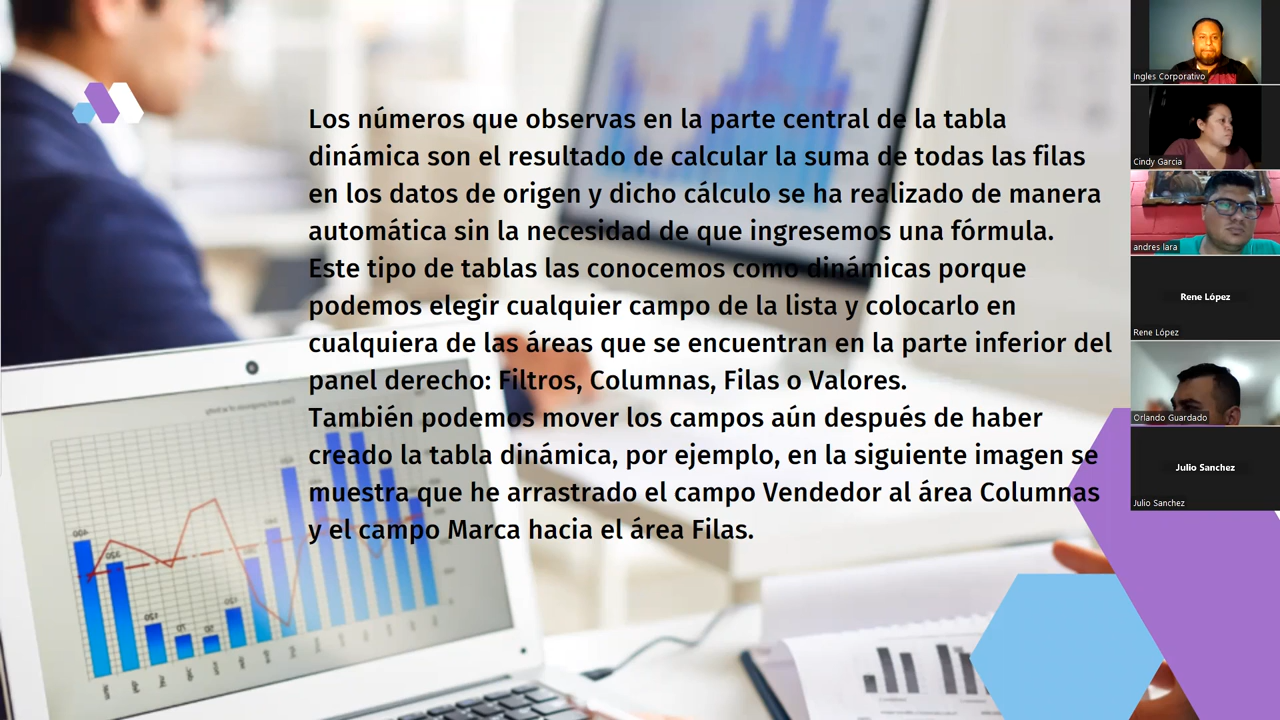 Los números que observas en la parte central de la tabla
dinámica son el resultado de calcular la suma de todas las filas
en los datos de origen y dicho cálculo se ha realizado de manera
automática sin la necesidad de que ingresemos una fórmula.
Este tipo de tablas las conocemos como dinámicas porque
podemos elegir cualquier campo de la lista y colocarlo en
cualquiera de las áreas que se encuentran en la parte inferior del
panel derecho: Filtros, Columnas, Filas o Valores.
También podemos mover los campos aún después de haber
creado la tabla dinámica, por ejemplo, en la siguiente imagen se
muestra que he arrastrado el campo Vendedor al área Columnas
y el campo Marca hacia el área Filas.
Ingles Corporativo
Cindy Garcia
andres lara
Rene López
Rene López
Orlando Guardado
Julio Sanchez
Julio Sanchez